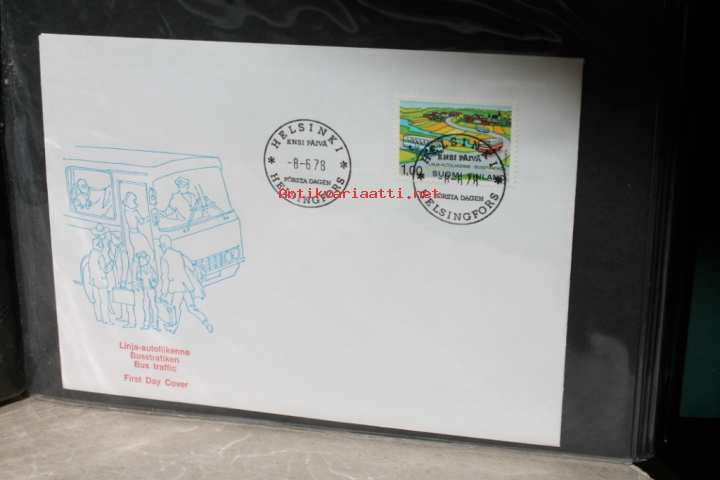 HELSINKI
ENSI PÄIVÄ
-8-6.78
FÖRSTA DAGEN
HELSINGFORS
HELSINKI
ENSI PÄIVÄ
1,00
SUOMI FINLAND
FÖRSTA DAGEN
HELSINGFORS
Antikvariaatti.net
Linja-autoliikenne
Busstrafiken
Bus traffic
First Day Cover